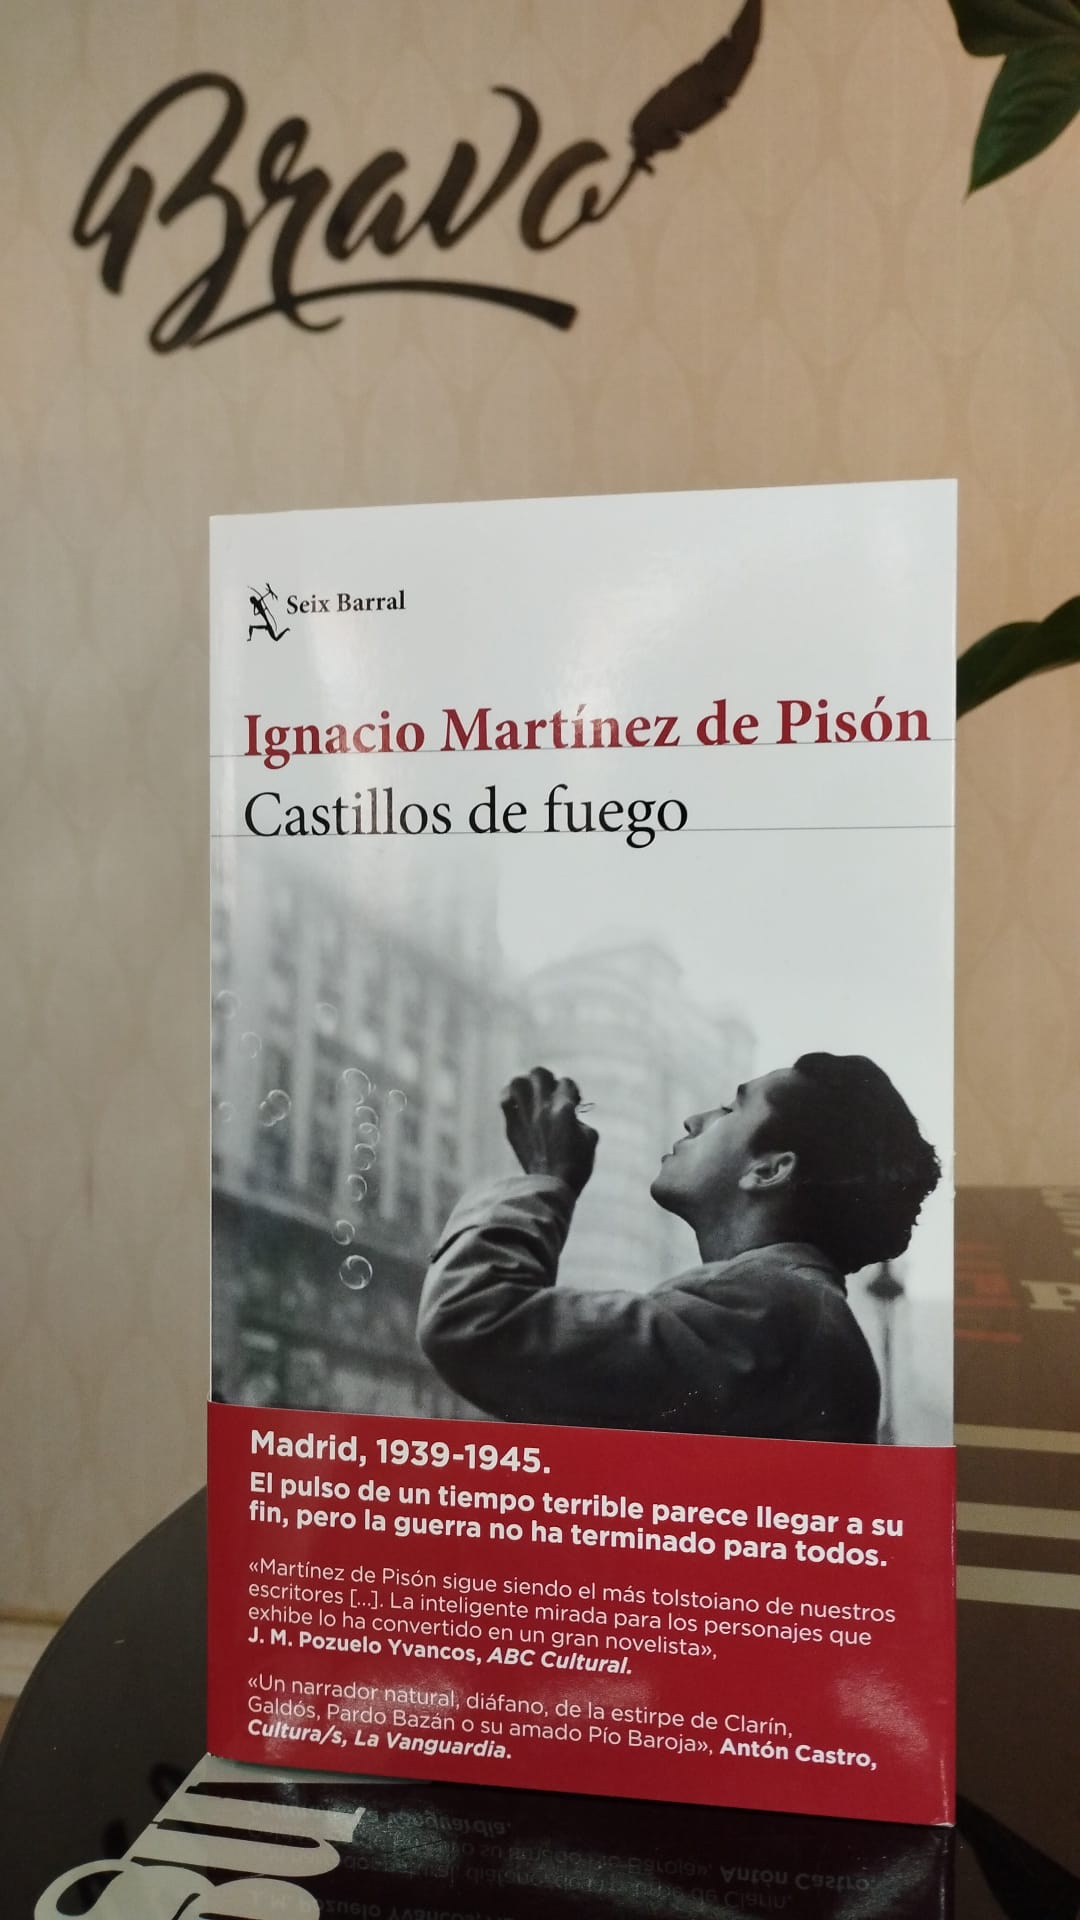 Bravo
Seix Barral
Ignacio Martínez de Pisón
Castillos de fuego
Madrid, 1939-1945.
El pulso de un tiempo terrible parece llegar a su
fin, pero la guerra no ha terminado para todos.
«Martínez de Pisón sigue siendo el más tolstoiano de nuestros
escritores [...]. La inteligente mirada para los personajes que
exhibe lo ha convertido en un gran novelista»,
J. M. Pozuelo Yvancos, ABC Cultural.
«Un narrador natural, diáfano, de la estirpe de Clarín,
Galdós, Pardo Bazán o su amado Pío Baroja», Antón Castro,
Cultura/s, La Vanguardia.